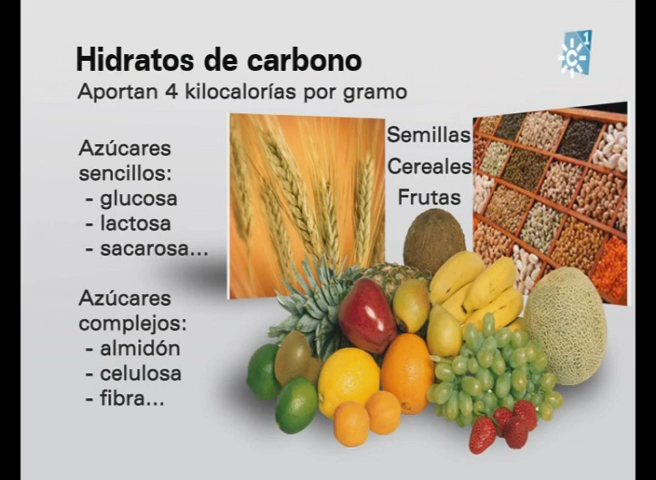 Hidratos de carbono
Aportan 4 kilocalorías por gramo
Azúcares
sencillos:
- glucosa
- lactosa
- sacarosa...
Azúcares
complejos:
- almidón
- celulosa
- fibra...
Semillas
Cereales
Frutas
C 1